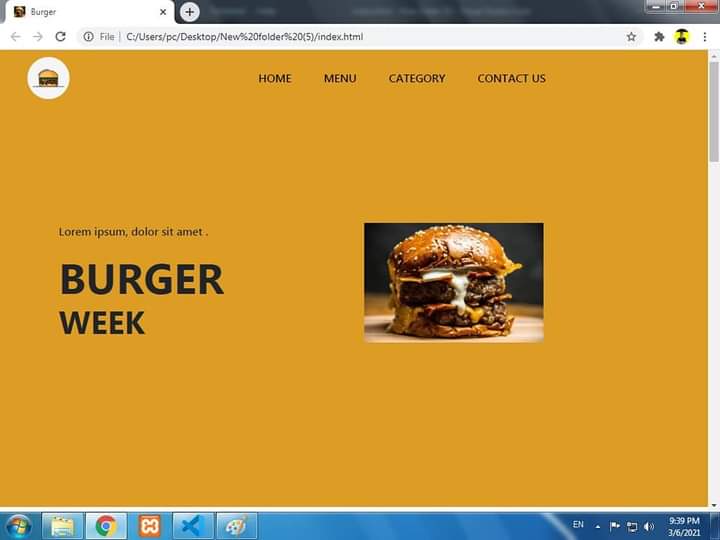 Burger
File
C:/Users/pc/Desktop/New%20folder%20(5)/index.html
HOME MENU CATEGORY CONTACT US
Lorem ipsum, dolor sit amet .
BURGER
WEEK
EN
9:39 PM
3/6/2021